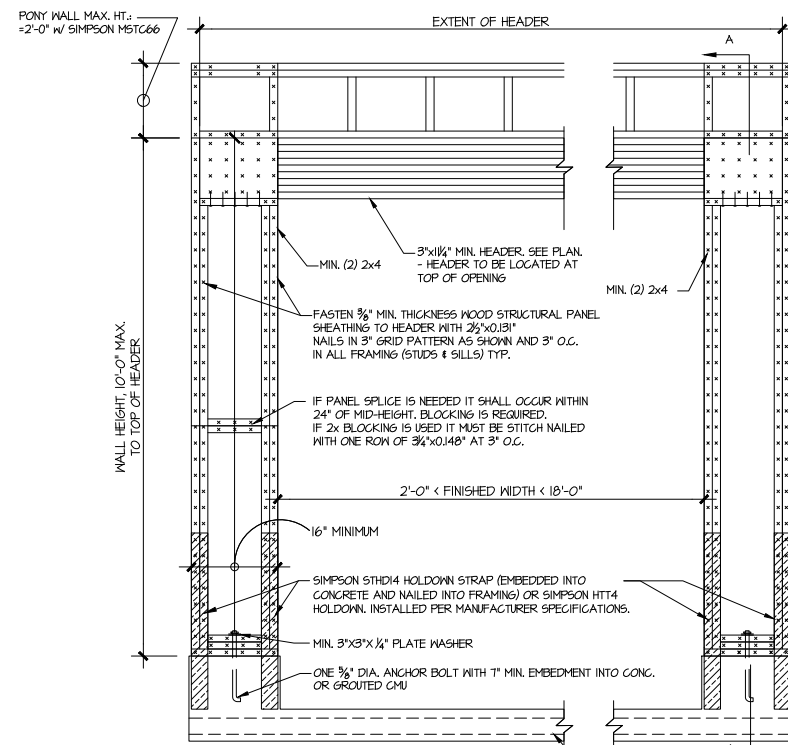 PONY WALL MAX. HT.:
=2'-0" W/ SIMPSON MSTC66
EXTENT OF HEADER
A
MIN. (2) 2x4
3"x11¼" MIN. HEADER. SEE PLAN.
- HEADER TO BE LOCATED AT
TOP OF OPENING
MIN. (2) 2x4
FASTEN ⅜" MIN. THICKNESS WOOD STRUCTURAL PANEL
SHEATHING TO HEADER WITH 2½"x0.131"
NAILS IN 3" GRID PATTERN AS SHOWN AND 3" O.C.
IN ALL FRAMING (STUDS & SILLS) TYP.
WALL HEIGHT, 10'-0" MAX.
TO TOP OF HEADER
IF PANEL SPLICE IS NEEDED IT SHALL OCCUR WITHIN
24" OF MID-HEIGHT. BLOCKING IS REQUIRED.
IF 2x BLOCKING IS USED IT MUST BE STITCH NAILED
WITH ONE ROW OF 3¼"x0.148" AT 3" O.C.
2'-0" < FINISHED WIDTH < 18'-0"
16" MINIMUM
SIMPSON STHD14 HOLDOWN STRAP (EMBEDDED INTO
CONCRETE AND NAILED INTO FRAMING) OR SIMPSON HTT4
HOLDOWN. INSTALLED PER MANUFACTURER SPECIFICATIONS.
MIN. 3"X3"X ¼" PLATE WASHER
ONE ⅝" DIA. ANCHOR BOLT WITH 7" MIN. EMBEDMENT INTO CONC.
OR GROUTED CMU